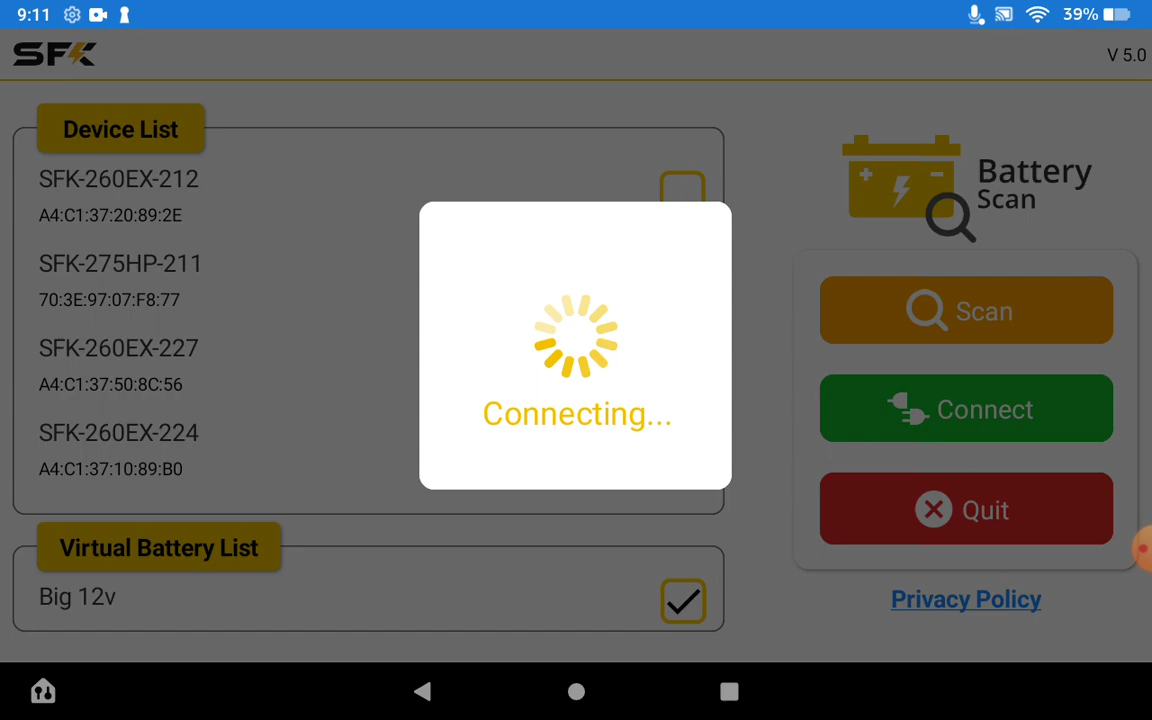 9:11
39%
SFK
V 5.0
Device List
SFK-260EX-212
A4:C1:37:20:89:2E
SFK-275HP-211
70:3E:97:07:F8:77
SFK-260EX-227
A4:C1:37:50:8C:56
SFK-260EX-224
A4:C1:37:10:89:B0
Virtual Battery List
Big 12v
Connecting...
Battery
Scan
Scan
Connect
Quit
Privacy Policy